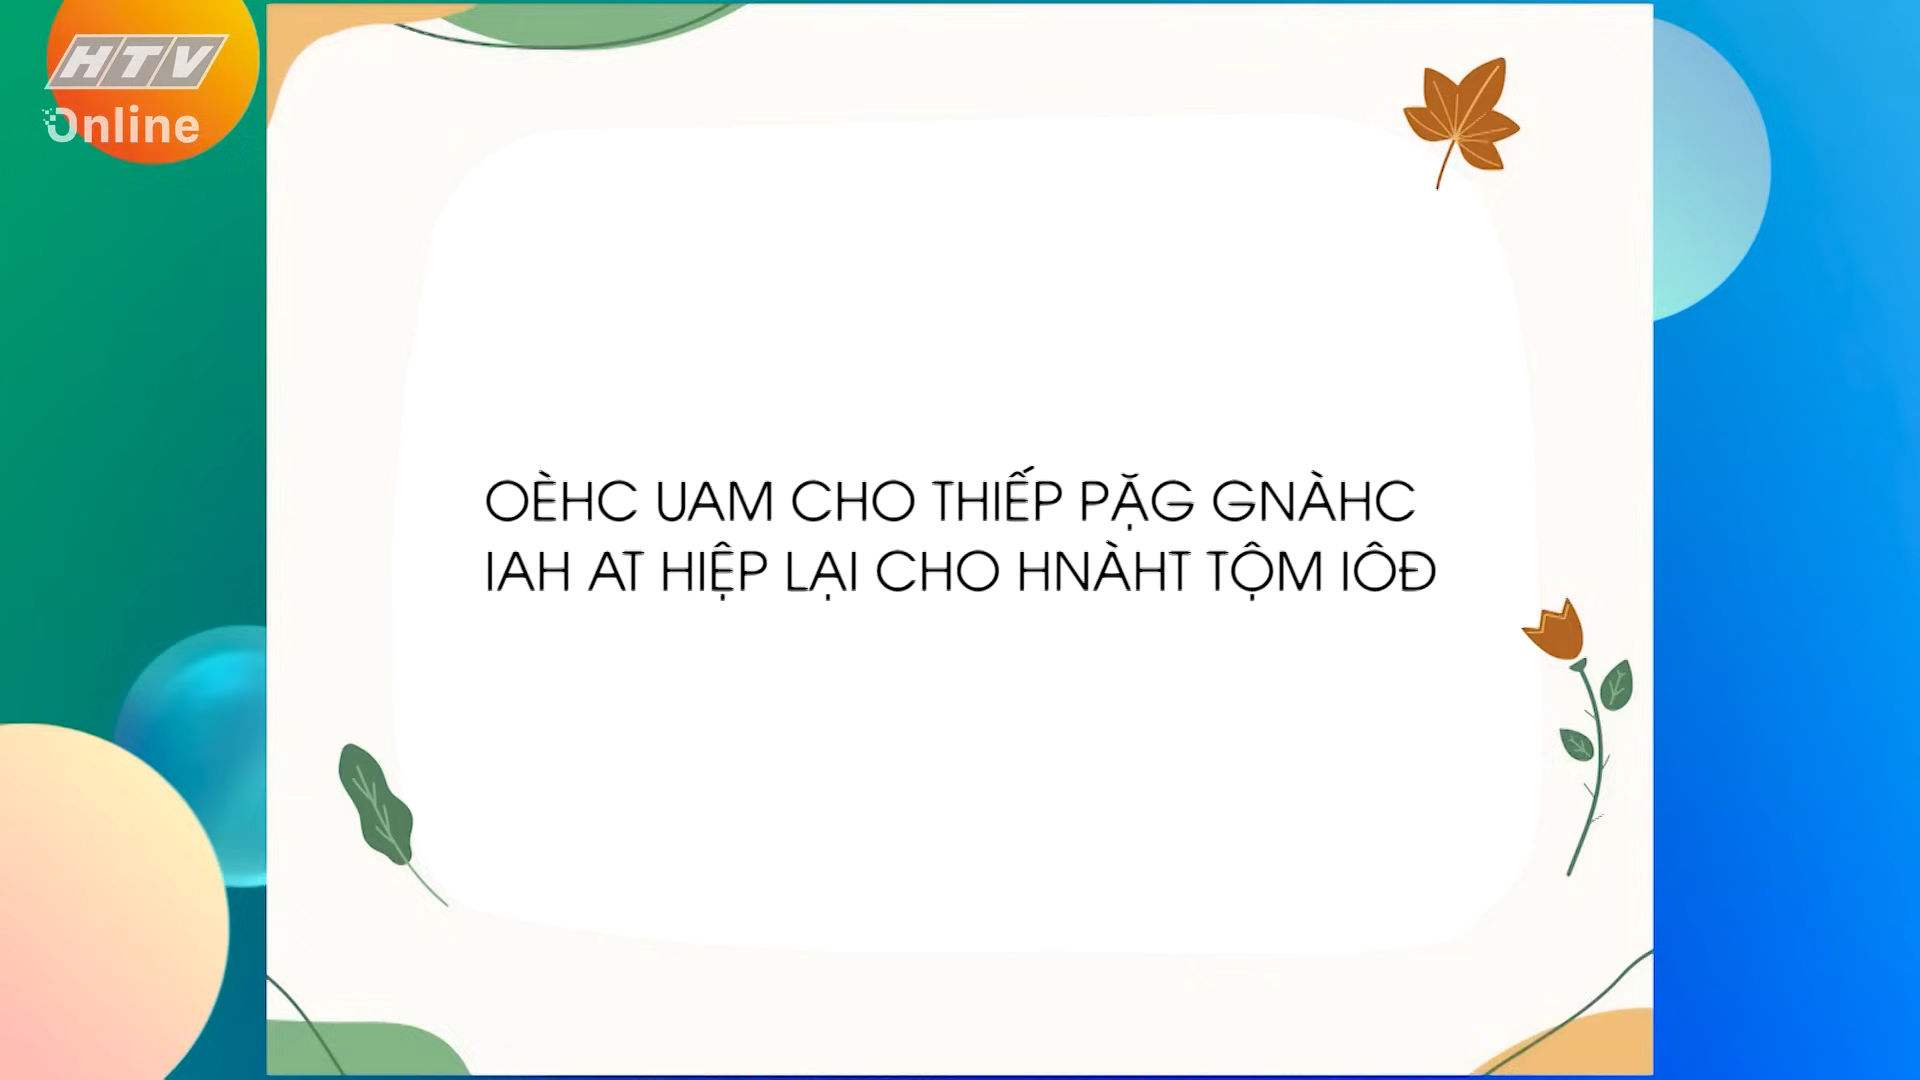 HTV
Online
OÈHC UAM CHO THIẾP PẶG GNÀHC
IAH AT HIỆP LẠI CHO HNÀHT TỘM IÔĐ